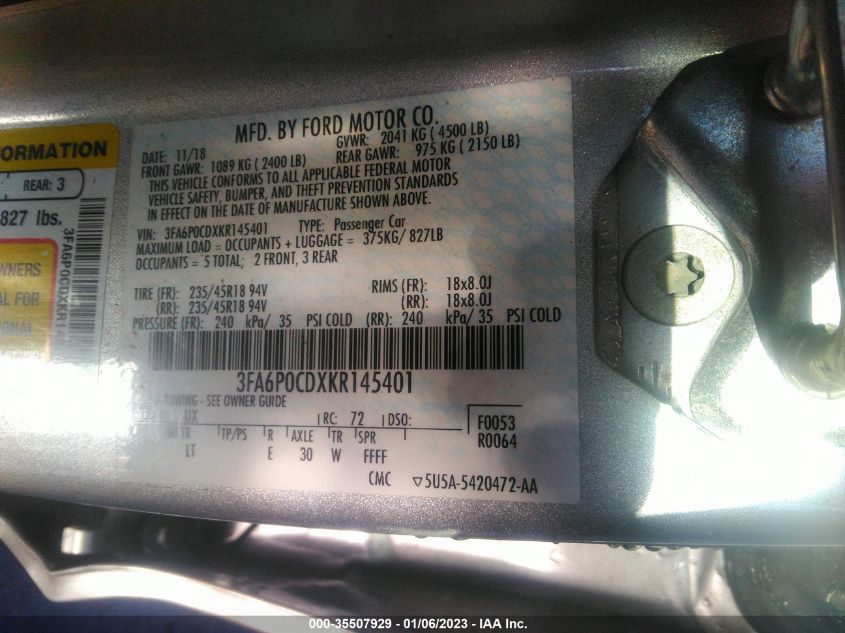 MFD. BY FORD MOTOR CO.
DATE: 11/18 GVWR: 2041 KG ( 4500 LB)
FRONT GAWR: 1089 KG ( 2400 LB) REAR GAWR: 975 KG ( 2150 LB)
THIS VEHICLE CONFORMS TO ALL APPLICABLE FEDERAL MOTOR
VEHICLE SAFETY, BUMPER, AND THEFT PREVENTION STANDARDS
IN EFFECT ON THE DATE OF MANUFACTURE SHOWN ABOVE.
VIN: 3FA6P0CDXKR145401 TYPE: Passenger Car
MAXIMUM LOAD = OCCUPANTS + LUGGAGE = 375KG/ 827LB
OCCUPANTS = 5 TOTAL; 2 FRONT, 3 REAR
TIRE (FR): 235/45R18 94V RIMS (FR): 18x8.0J
(RR): 235/45R18 94V (RR): 18x8.0J
PRESSURE (FR): 240 kPa/ 35 PSI COLD (RR): 240 kPa/ 35 PSI COLD
3FA6P0CDXKR145401
TOWING - SEE OWNER GUIDE
UX RC: 72 DSO: F0053
R0064
TR TP/PS R AXLE TR SPR
LT E 30 W FFFF
CMC ▽5U5A-5420472-AA
ORMATION
REAR: 3
827 lbs.
WNERS
AL FOR
ONAL
3FA6P0CDXKR14
000-35507929 - 01/06/2023 - IAA Inc.